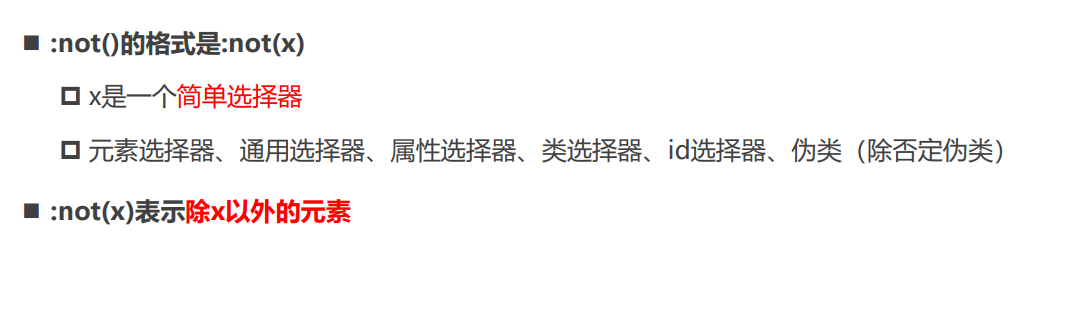 :not()的格式是:not(x)
x是一个简单选择器
元素选择器、通用选择器、属性选择器、类选择器、id选择器、伪类（除否定伪类）
:not(x)表示除x以外的元素